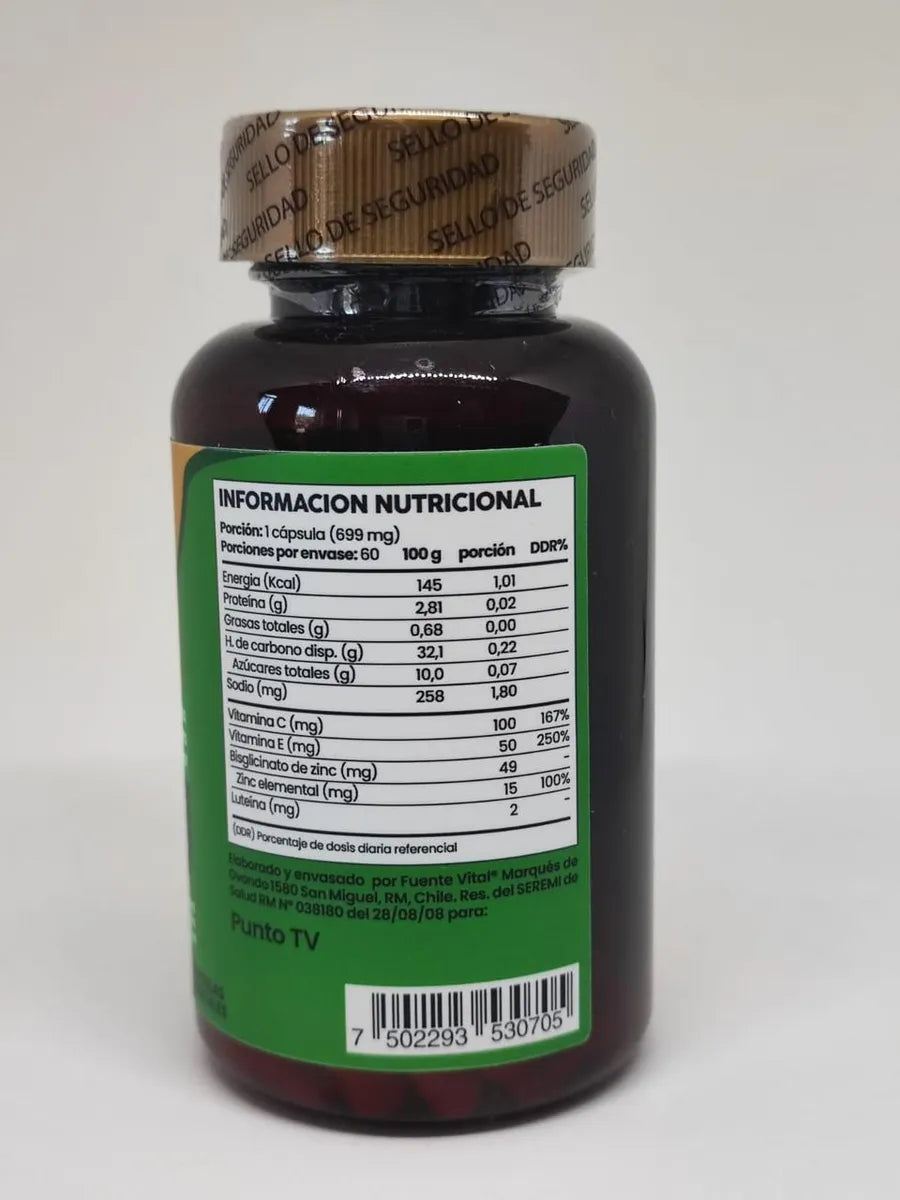 SELLO DE SEGURIDAD
SELLO DE SEGURIDAD
SELLO DE SEGURIDAD
INFORMACION NUTRICIONAL
Porción: 1 cápsula (699 mg)
Porciones por envase: 60 100 g porción DDR%
Energia (Kcal) 145 1,01
Proteína (g) 2,81 0,02
Grasas totales (g) 0,68 0,00
H. de carbono disp. (g) 32,1 0,22
Azúcares totales (g) 10,0 0,07
Sodio (mg) 258 1,80
Vitamina C (mg) 100 167%
Vitamina E (mg) 50 250%
Bisglicinato de zinc (mg) 49 -
Zinc elemental (mg) 15 100%
Luteína (mg) 2 -
(DDR) Porcentaje de dosis diaria referencial
Elaborado y envasado por Fuente Vital® Marqués de
Ovando 1580 San Miguel, RM, Chile. Res. del SEREMI de
Salud RM N° 038180 del 28/08/08 para:
Punto TV
7 502293 530705